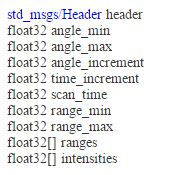 std_msgs/Header header
float32 angle_min
float32 angle_max
float32 angle_increment
float32 time_increment
float32 scan_time
float32 range_min
float32 range_max
float32[] ranges
float32[] intensities